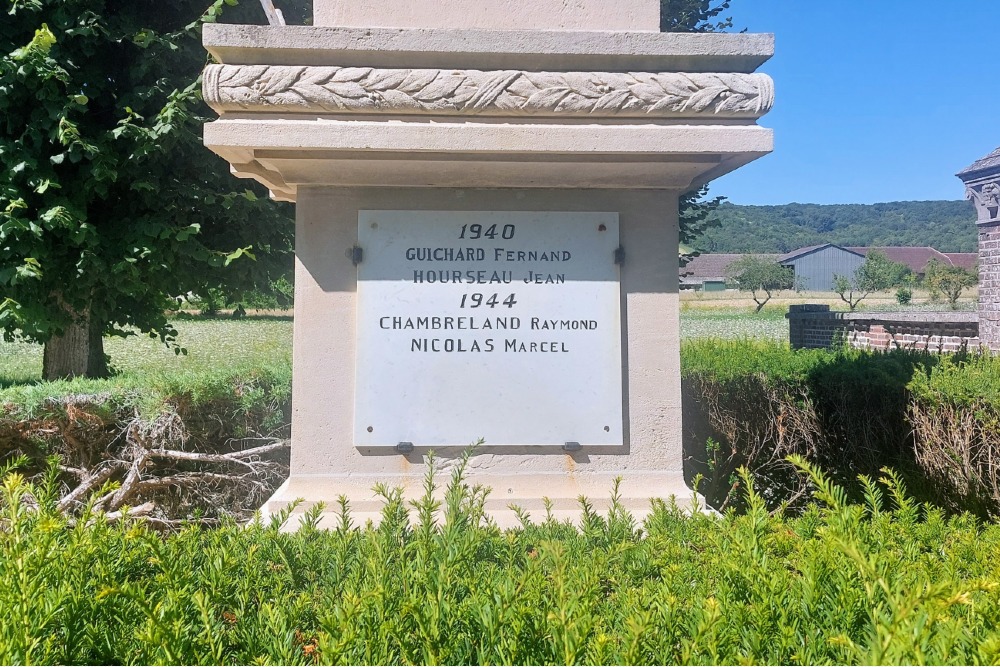 1940
GUICHARD FERNAND
HOURSEAU JEAN
1944
CHAMBRELAND RAYMOND
NICOLAS MARCEL